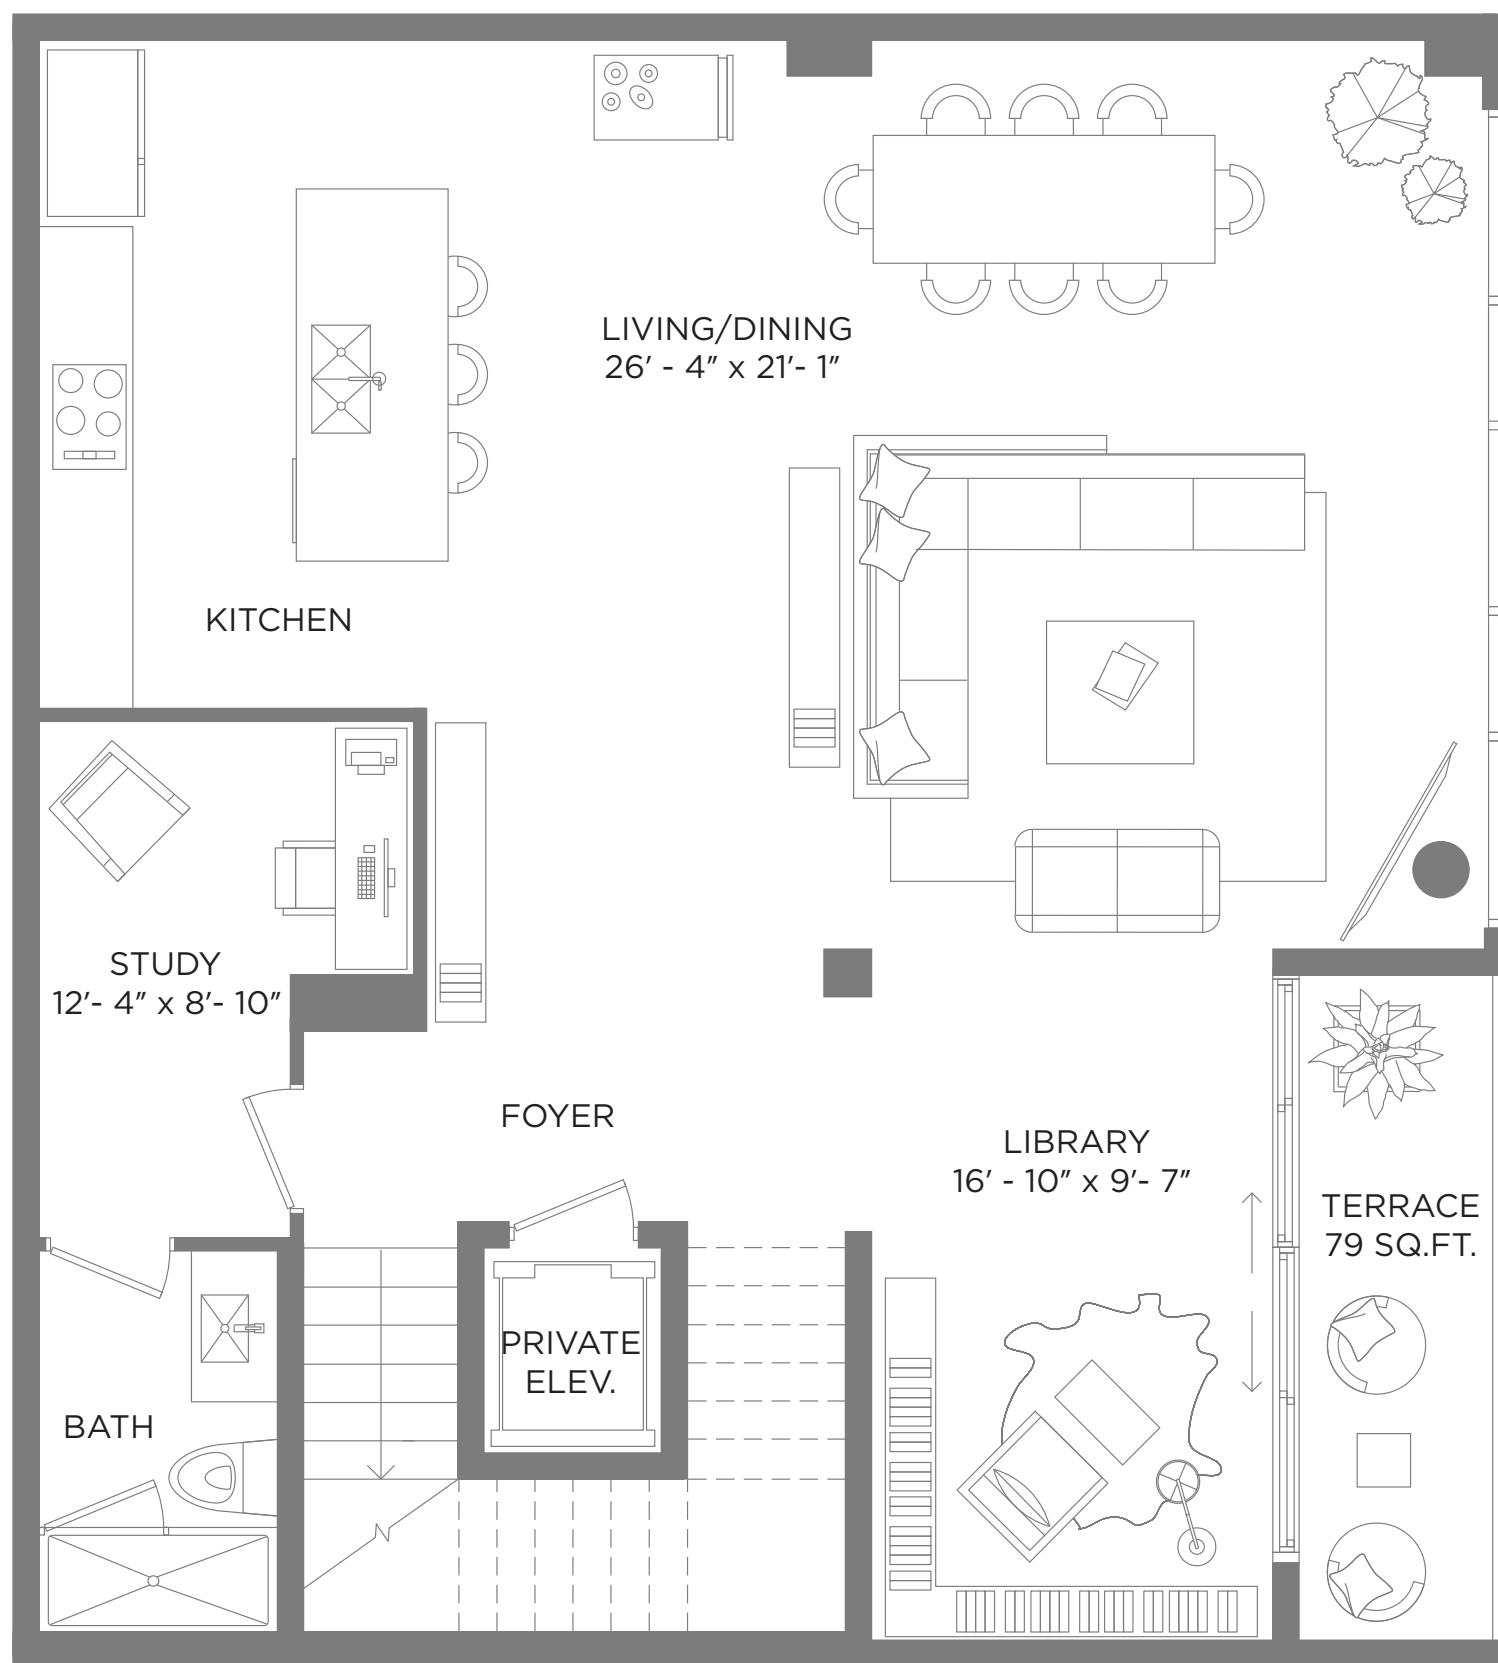 LIVING/DINING
26' - 4" x 21'- 1"
KITCHEN
STUDY
12'- 4" x 8'- 10"
FOYER
LIBRARY
16' - 10" x 9'- 7"
TERRACE
79 SQ.FT.
PRIVATE
ELEV.
BATH